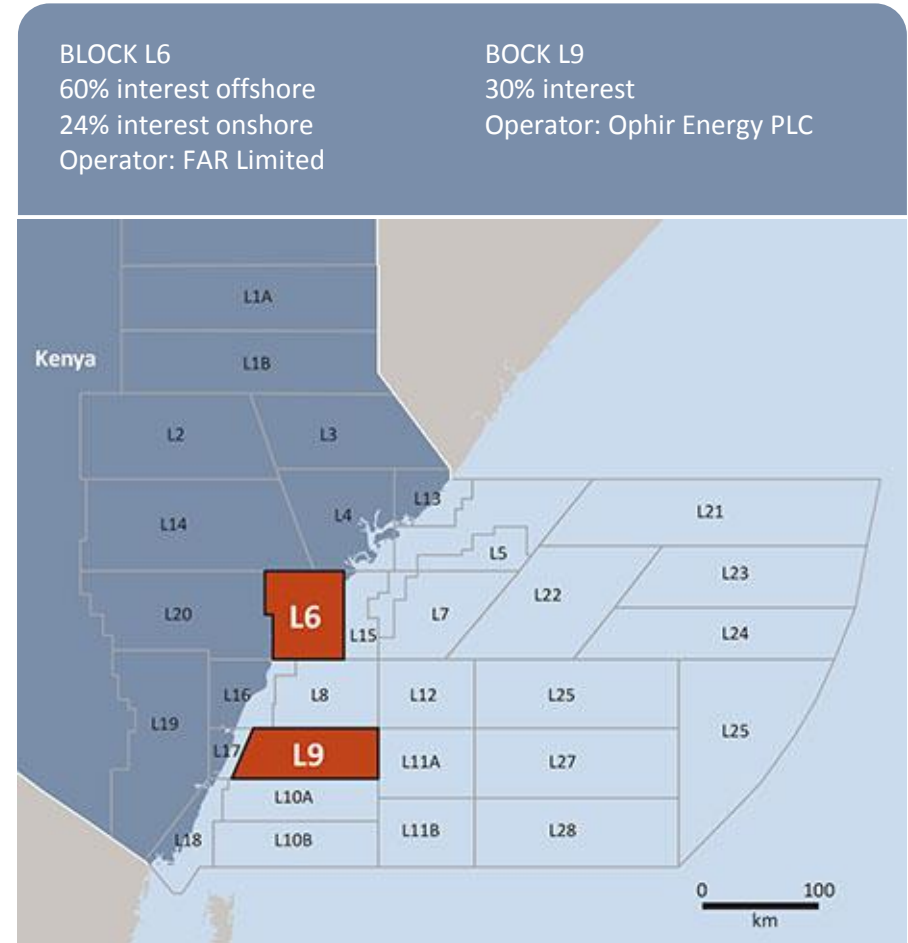 BLOCK L6
60% interest offshore
24% interest onshore
Operator: FAR Limited
BOCK L9
30% interest
Operator: Ophir Energy PLC
L1A
Kenya
L1B
L2
L3
L13
L4
L14
L21
L5
L23
L22
L20
L6
L7
L15
L24
L16
L8
L12
L25
L19
L25
L17
L9
L11A
L27
L10A
L18
L10B
L11B
L28
0 100
km